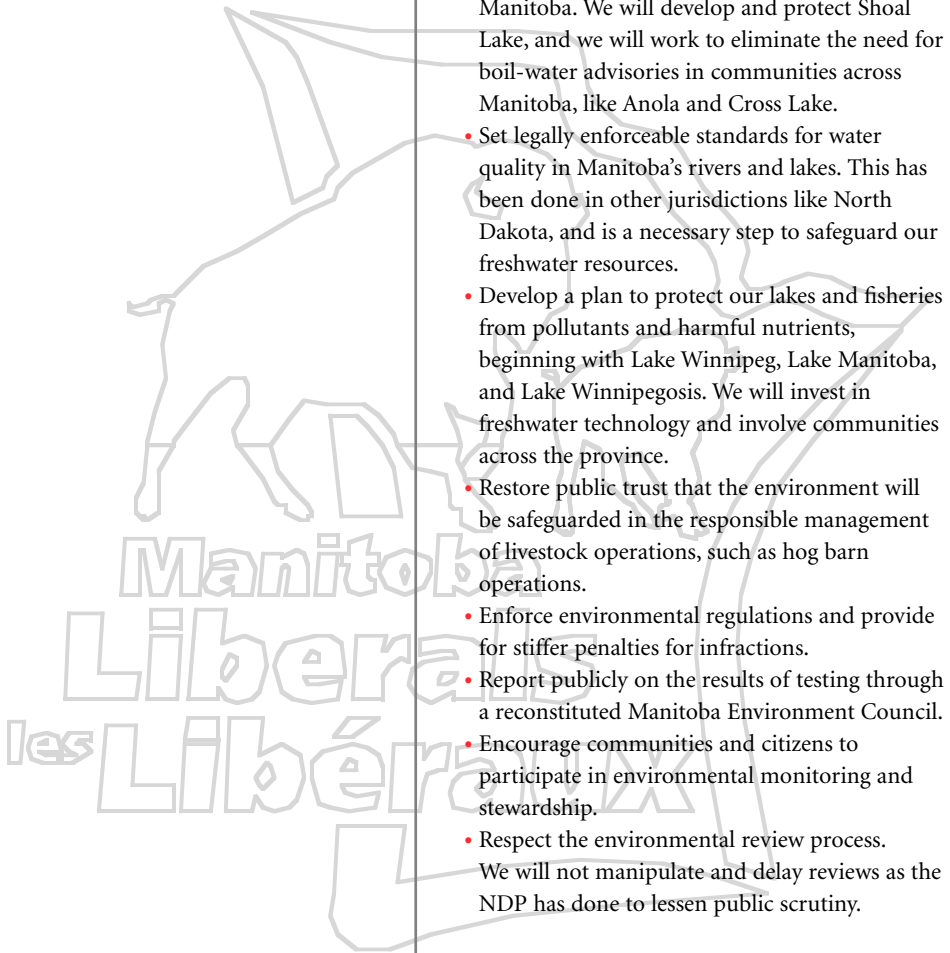 Manitoba. We will develop and protect Shoal
Lake, and we will work to eliminate the need for
boil-water advisories in communities across
Manitoba, like Anola and Cross Lake.
• Set legally enforceable standards for water
quality in Manitoba's rivers and lakes. This has
been done in other jurisdictions like North
Dakota, and is a necessary step to safeguard our
freshwater resources.
• Develop a plan to protect our lakes and fisheries
from pollutants and harmful nutrients,
beginning with Lake Winnipeg, Lake Manitoba,
and Lake Winnipegosis. We will invest in
freshwater technology and involve communities
across the province.
• Restore public trust that the environment will
be safeguarded in the responsible management
of livestock operations, such as hog barn
operations.
• Enforce environmental regulations and provide
for stiffer penalties for infractions.
• Report publicly on the results of testing through
a reconstituted Manitoba Environment Council.
• Encourage communities and citizens to
participate in environmental monitoring and
stewardship.
• Respect the environmental review process.
We will not manipulate and delay reviews as the
NDP has done to lessen public scrutiny.
Manitoba
Liberals
les Libéraux